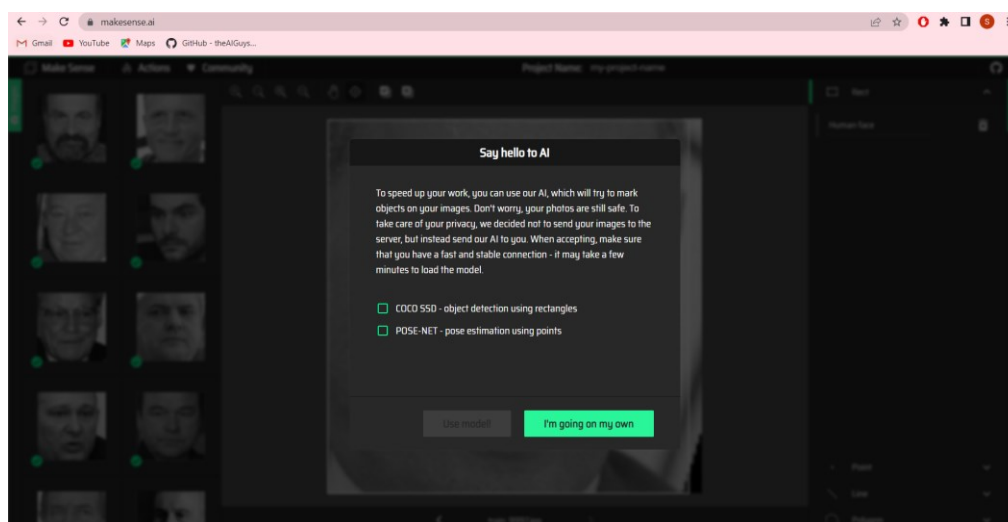 makesense.ai
S
Gmail YouTube Maps GitHub - theAIGuys...
Make Sense Actions Community Project Name: my-project-name
Rect
Human face
Say hello to AI
To speed up your work, you can use our AI, which will try to mark
objects on your images. Don't worry, your photos are still safe. To
take care of your privacy, we decided not to send your images to the
server, but instead send our AI to you. When accepting, make sure
that you have a fast and stable connection - it may take a few
minutes to load the model.
COCO SSD - object detection using rectangles
POSE-NET - pose estimation using points
Use model! I'm going on my own
Point
Line
Polygon